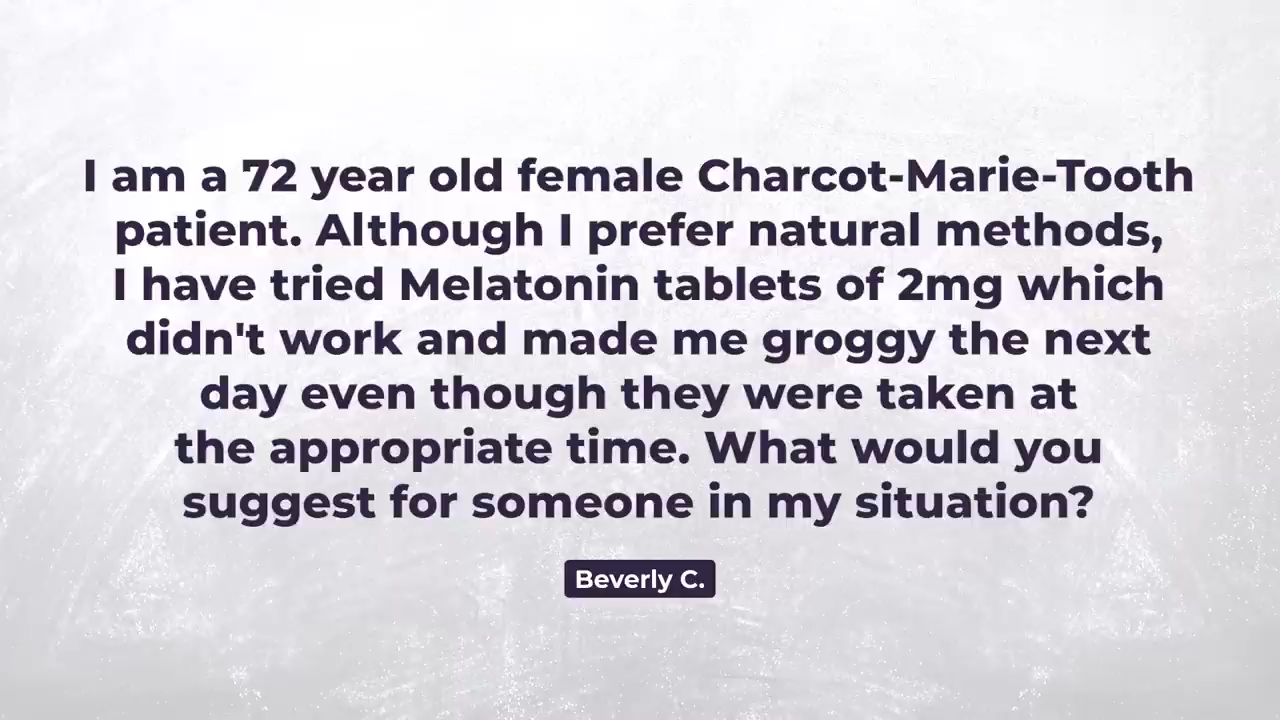 I am a 72 year old female Charcot-Marie-Tooth
patient. Although I prefer natural methods,
I have tried Melatonin tablets of 2mg which
didn't work and made me groggy the next
day even though they were taken at
the appropriate time. What would you
suggest for someone in my situation?
Beverly C.